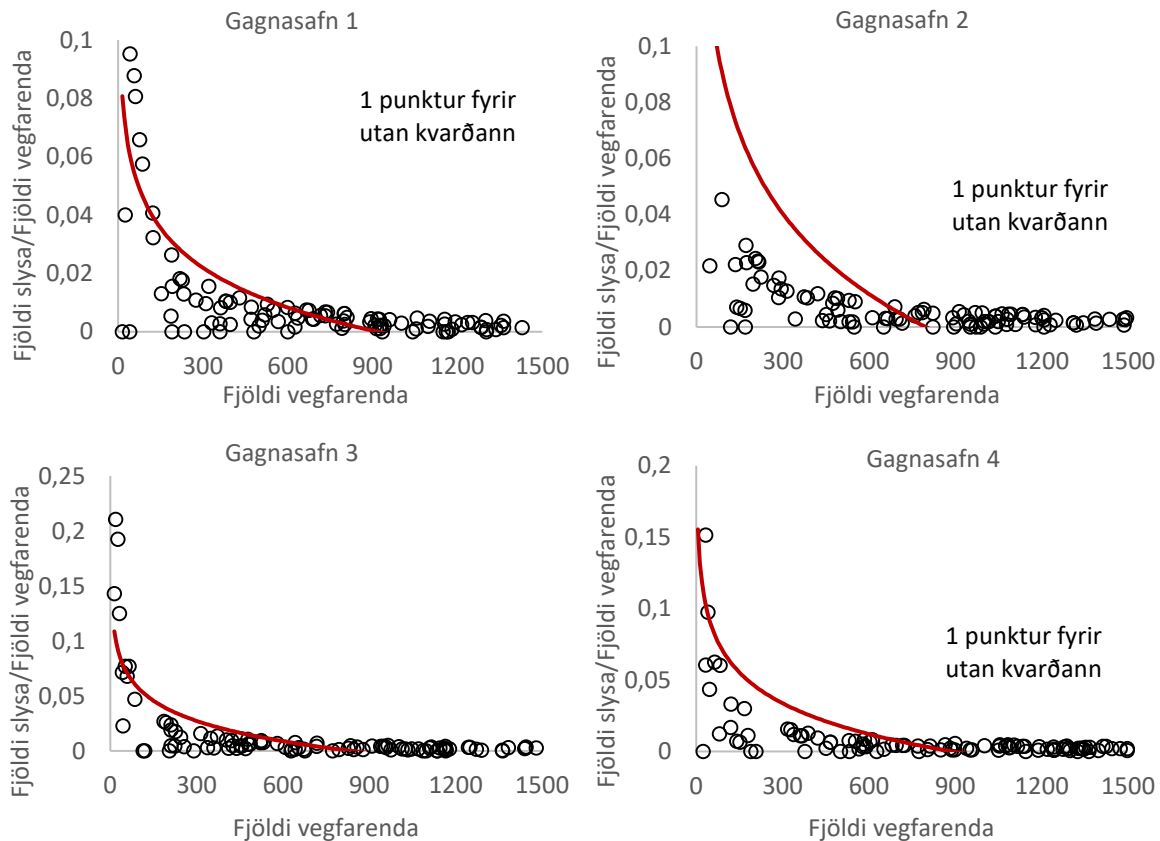 Gagnasafn 1
Fjöldi slysa/Fjöldi vegfarenda
0,1
0,08
0,06
0,04
0,02
0
1 punktur fyrir
utan kvarðann
0 300 600 900 1200 1500
Fjöldi vegfarenda
Gagnasafn 2
Fjöldi slysa/Fjöldi vegfarenda
0,1
0,08
0,06
0,04
0,02
0
1 punktur fyrir
utan kvarðann
0 300 600 900 1200 1500
Fjöldi vegfarenda
Gagnasafn 3
Fjöldi slysa/Fjöldi vegfarenda
0,25
0,2
0,15
0,1
0,05
0
0 300 600 900 1200 1500
Fjöldi vegfarenda
Gagnasafn 4
Fjöldi slysa/Fjöldi vegfarenda
0,2
0,15
0,1
0,05
0
1 punktur fyrir
utan kvarðann
0 300 600 900 1200 1500
Fjöldi vegfarenda